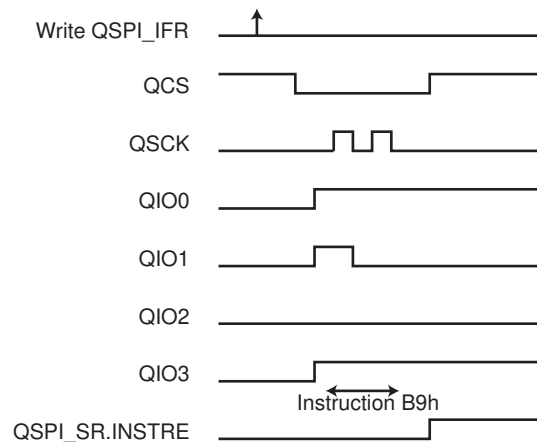 Write QSPI_IFR
QCS
QSCK
QIO0
QIO1
QIO2
QIO3
Instruction B9h
QSPI_SR.INSTRE